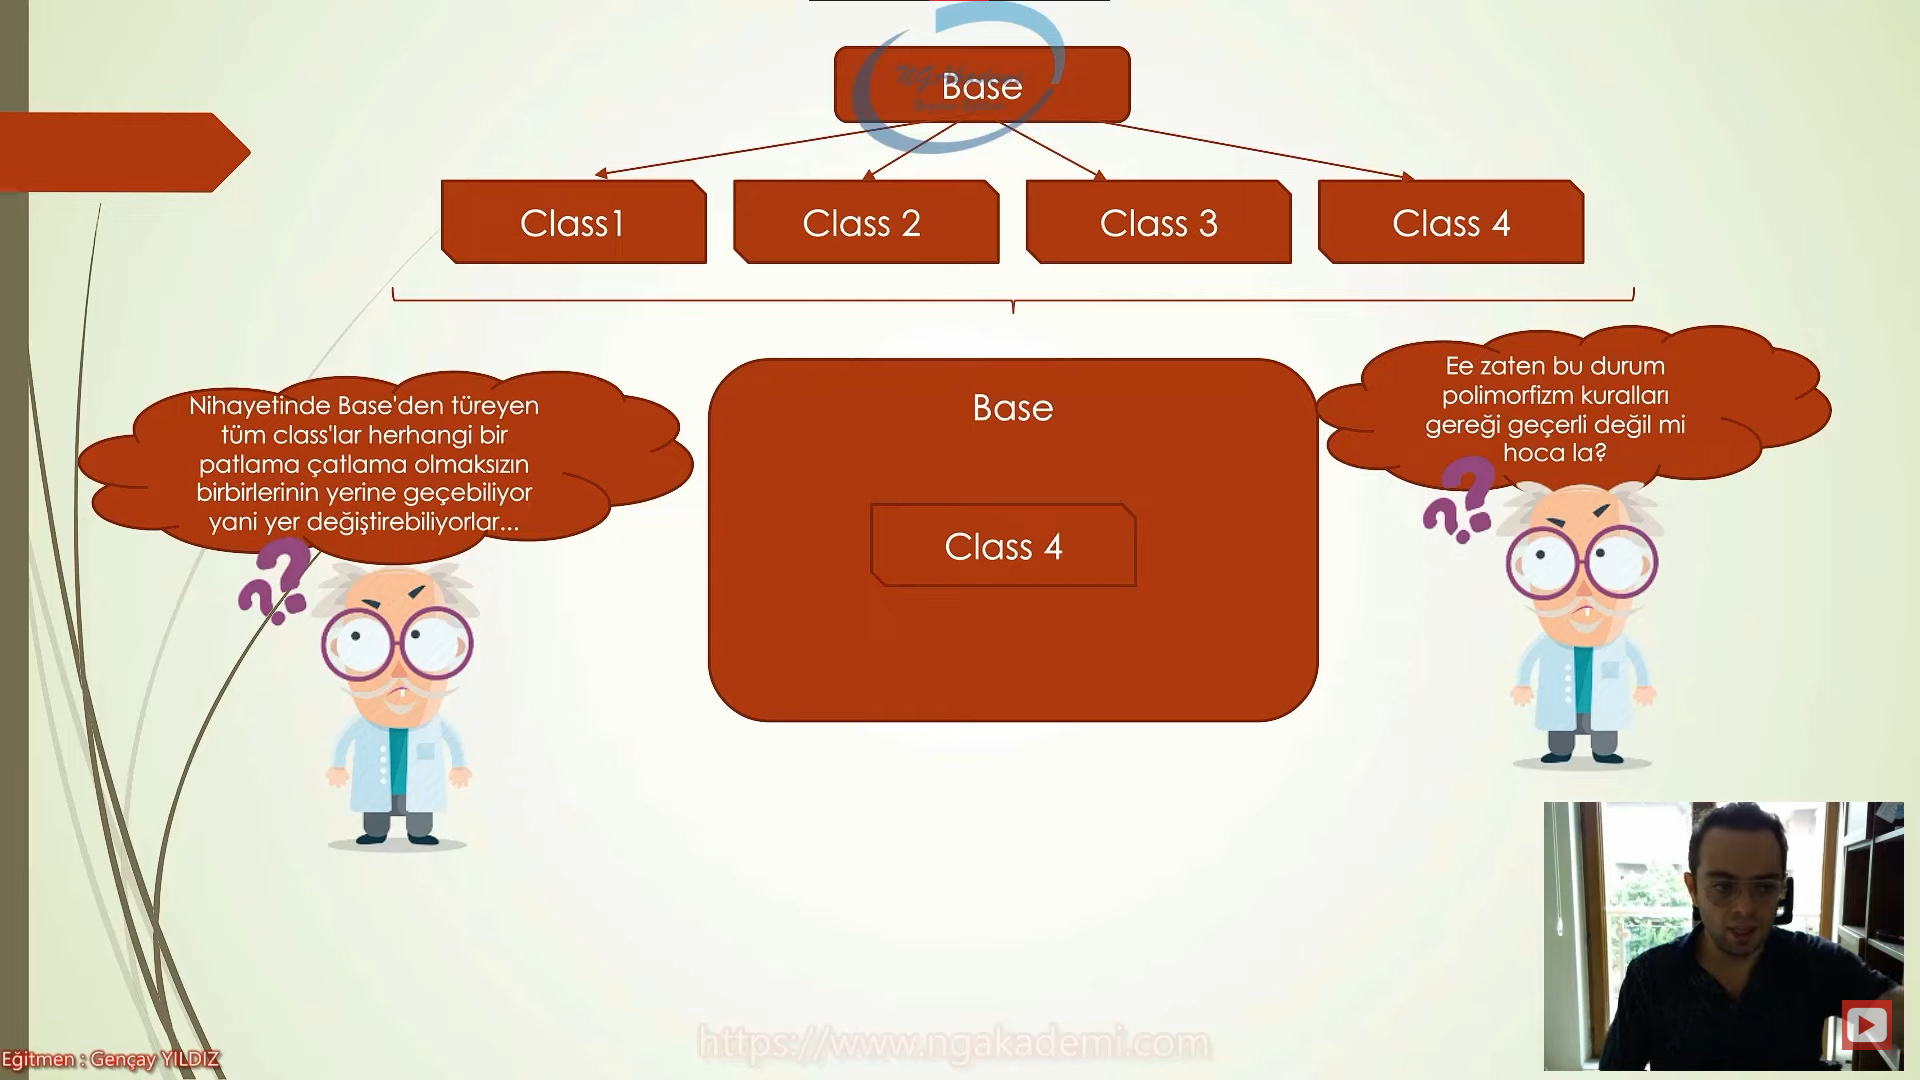 NGAkademi
Base
Class1
Class 2
Class 3
Class 4
Nihayetinde Base'den türeyen
tüm class'lar herhangi bir
patlama çatlama olmaksızın
birbirlerinin yerine geçebiliyor
yani yer değiştirebiliyorlar...
Base
Class 4
Ee zaten bu durum
polimorfizm kuralları
gereği geçerli değil mi
hoca la?
https://www.ngakademi.com
Eğitmen : Gençay YILDIZ